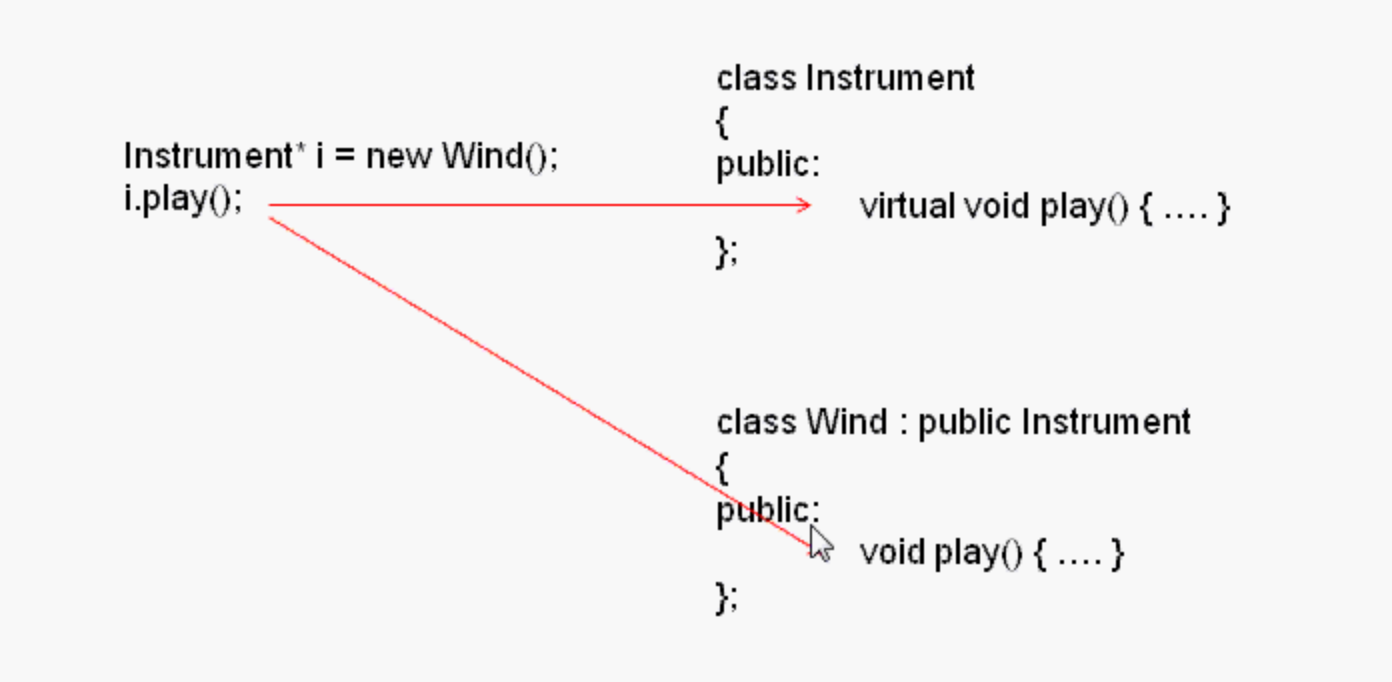 Instrument* i = new Wind();
i.play();
class Instrument
{
public:
virtual void play() { .... }
};
class Wind : public Instrument
{
public:
void play() { .... }
};